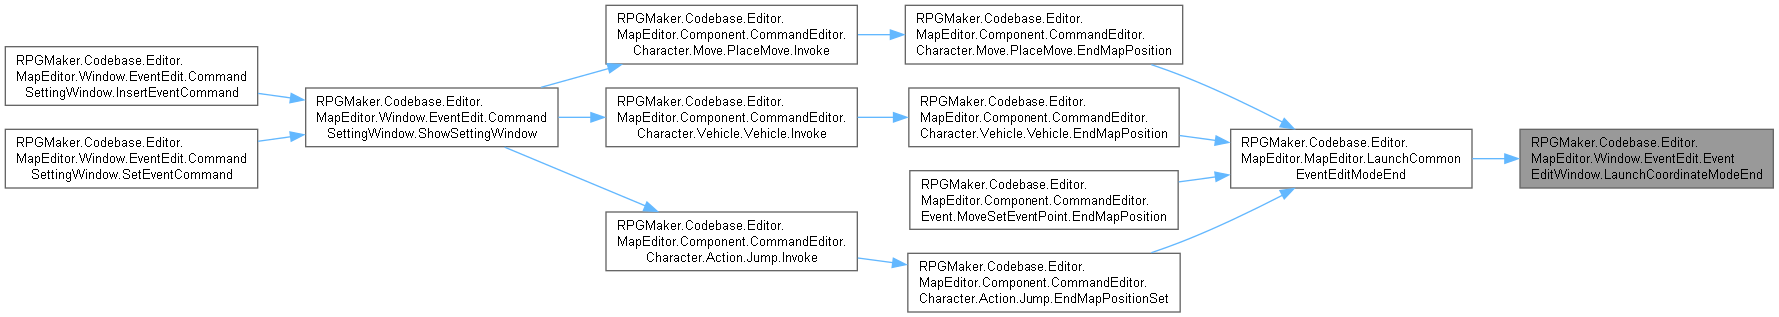 RPGMaker.Codebase.Editor.
MapEditor.Window.EventEdit.Command
SettingWindow.InsertEventCommand
RPGMaker.Codebase.Editor.
MapEditor.Window.EventEdit.Command
SettingWindow.SetEventCommand
RPGMaker.Codebase.Editor.
MapEditor.Window.EventEdit.Command
SettingWindow.ShowSettingWindow
RPGMaker.Codebase.Editor.
MapEditor.Component.CommandEditor.
Character.Move.PlaceMove.Invoke
RPGMaker.Codebase.Editor.
MapEditor.Component.CommandEditor.
Character.Vehicle.Vehicle.Invoke
RPGMaker.Codebase.Editor.
MapEditor.Component.CommandEditor.
Character.Action.Jump.Invoke
RPGMaker.Codebase.Editor.
MapEditor.Component.CommandEditor.
Character.Move.PlaceMove.EndMapPosition
RPGMaker.Codebase.Editor.
MapEditor.Component.CommandEditor.
Character.Vehicle.Vehicle.EndMapPosition
RPGMaker.Codebase.Editor.
MapEditor.Component.CommandEditor.
Event.MoveSetEventPoint.EndMapPosition
RPGMaker.Codebase.Editor.
MapEditor.Component.CommandEditor.
Character.Action.Jump.EndMapPositionSet
RPGMaker.Codebase.Editor.
MapEditor.MapEditor.LaunchCommon
EventEditModeEnd
RPGMaker.Codebase.Editor.
MapEditor.Window.EventEdit.Event
EditWindow.LaunchCoordinateModeEnd